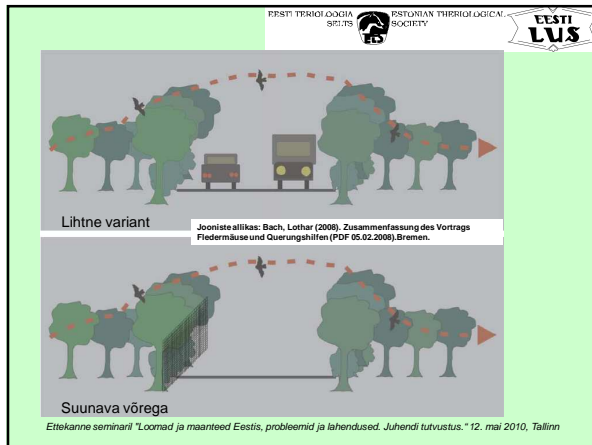 EESTI TERIOLOOGIA SELTS
ESTONIAN THERIOLOGICAL SOCIETY
EESTI
LUS
Lihtne variant
Jooniste allikas: Bach, Lothar (2008). Zusammenfassung des Vortrags
Fledermäuse und Querungshilfen (PDF 05.02.2008). Bremen.
Suunava võrega
Ettekanne seminaril "Loomad ja maanteed Eestis, probleemid ja lahendused. Juhendi tutvustus." 12. mai 2010, Tallinn